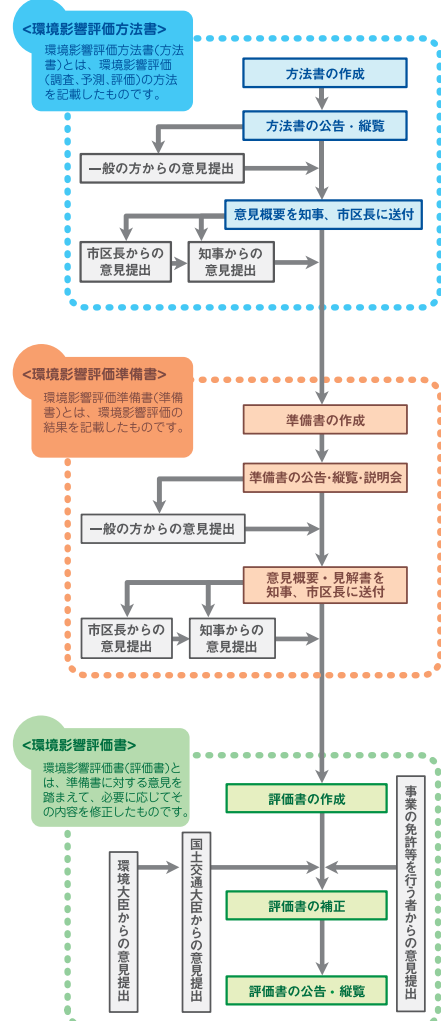 <環境影響評価方法書>
環境影響評価方法書(方法
書)とは、環境影響評価
(調査、予測、評価)の方法
を記載したものです。
方法書の作成
方法書の公告・縦覧
一般の方からの意見提出
意見概要を知事、市区長に送付
市区長からの
意見提出
知事からの
意見提出
<環境影響評価準備書>
環境影響評価準備書(準備
書)とは、環境影響評価の
結果を記載したものです。
準備書の作成
準備書の公告・縦覧・説明会
一般の方からの意見提出
意見概要・見解書を
知事、市区長に送付
市区長からの
意見提出
知事からの
意見提出
<環境影響評価書>
環境影響評価書(評価書)と
は、準備書に対する意見を
踏まえて、必要に応じてそ
の内容を修正したものです。
評価書の作成
事業の免許等を行う者からの意見提出
国土交通大臣からの意見提出
環境大臣からの意見提出
評価書の補正
評価書の公告・縦覧